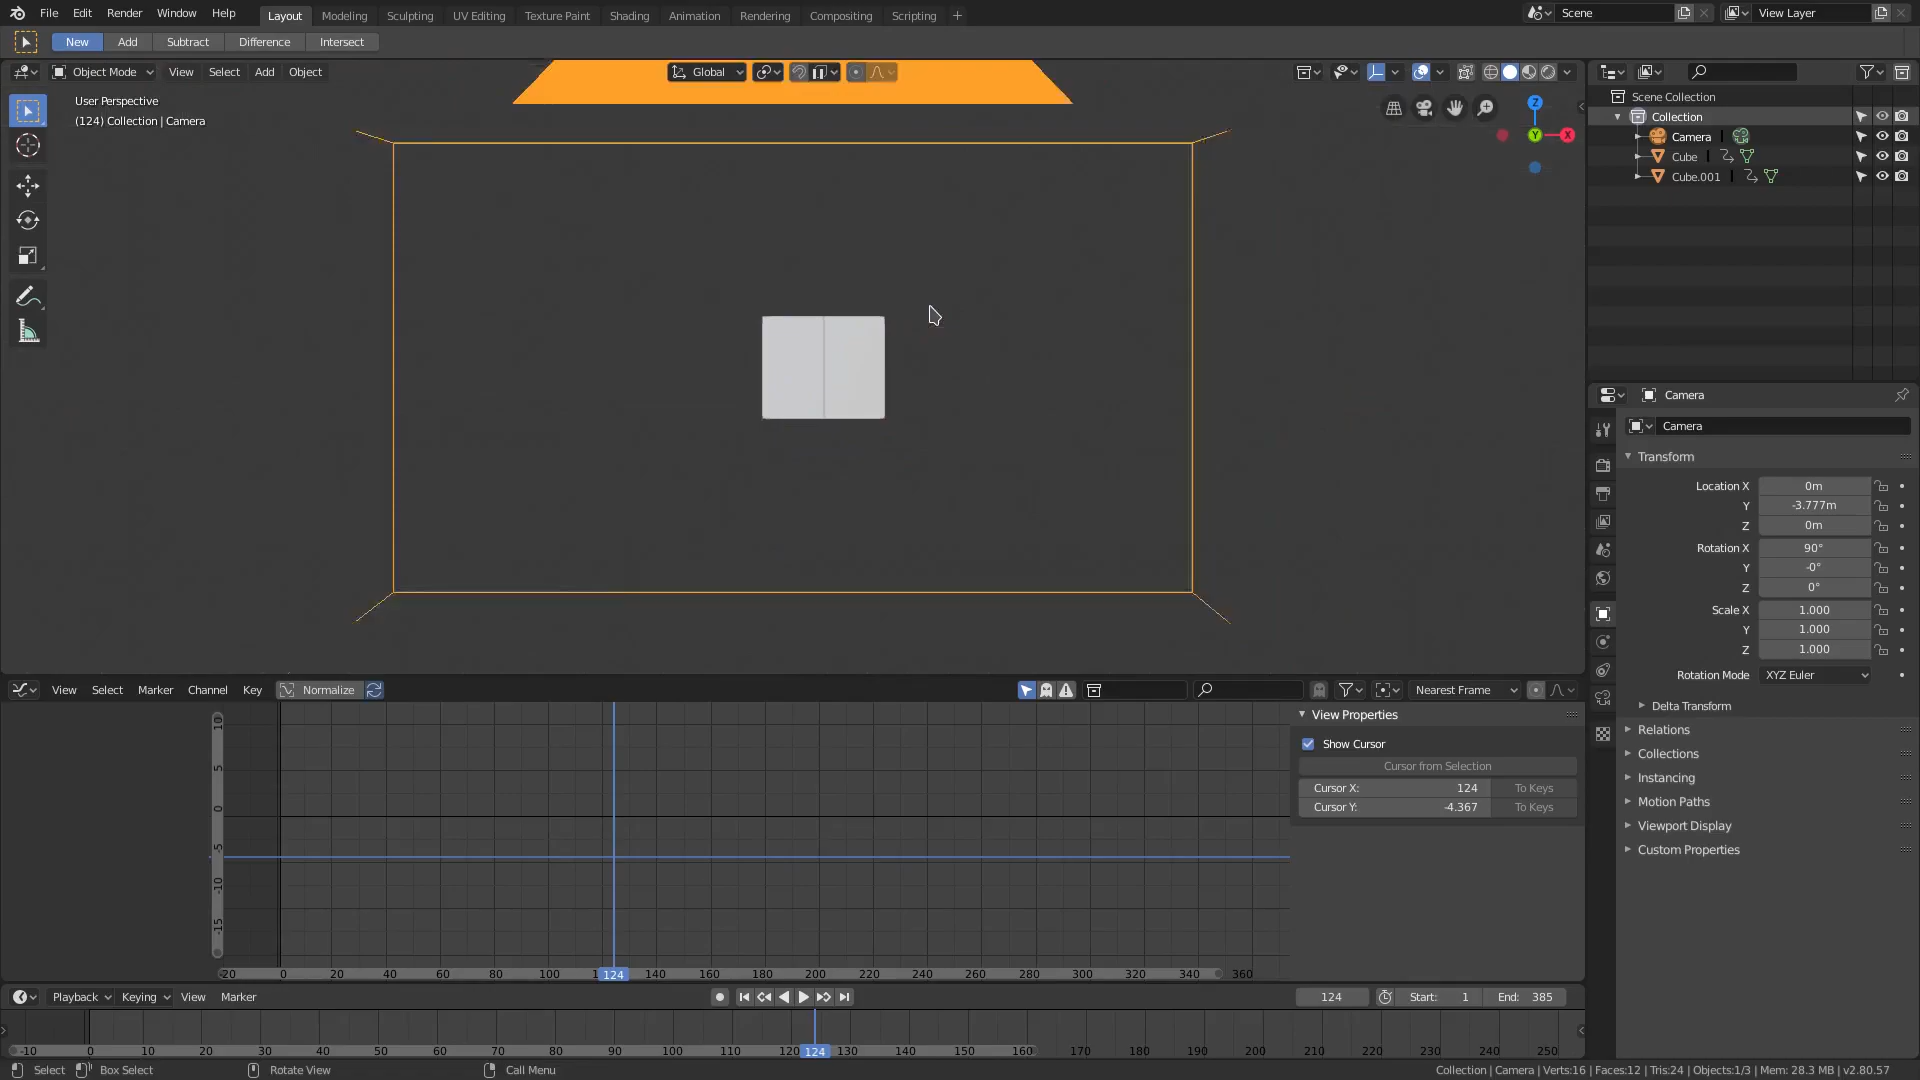 File Edit Render Window Help Layout Modeling Sculpting UV Editing Texture Paint Shading Animation Rendering Compositing Scripting + Scene View Layer
New Add Subtract Difference Intersect
Object Mode View Select Add Object Global
User Perspective
(124) Collection | Camera
Z
Y X
Scene Collection
Collection
Camera
Cube
Cube.001
Camera
Camera
Transform
Location X 0m
Y -3.777m
Z 0m
Rotation X 90°
Y -0°
Z 0°
Scale X 1.000
Y 1.000
Z 1.000
Rotation Mode XYZ Euler
Delta Transform
Relations
Collections
Instancing
Motion Paths
Viewport Display
Custom Properties
View Select Marker Channel Key Normalize Nearest Frame
View Properties
Show Cursor
Cursor from Selection
Cursor X: 124 To Keys
Cursor Y: -4.367 To Keys
10
5
0
-5
-10
-15
-20 0 20 40 60 80 100 124 140 160 180 200 220 240 260 280 300 320 340 360
Playback Keying View Marker 124 Start: 1 End: 385
-10 0 10 20 30 40 50 60 70 80 90 100 110 120 124 130 140 150 160 170 180 190 200 210 220 230 240 250
Select Box Select Rotate View Call Menu Collection | Camera | Verts:16 | Faces:12 | Tris:24 | Objects:1/3 | Mem: 28.3 MB | v2.80.57